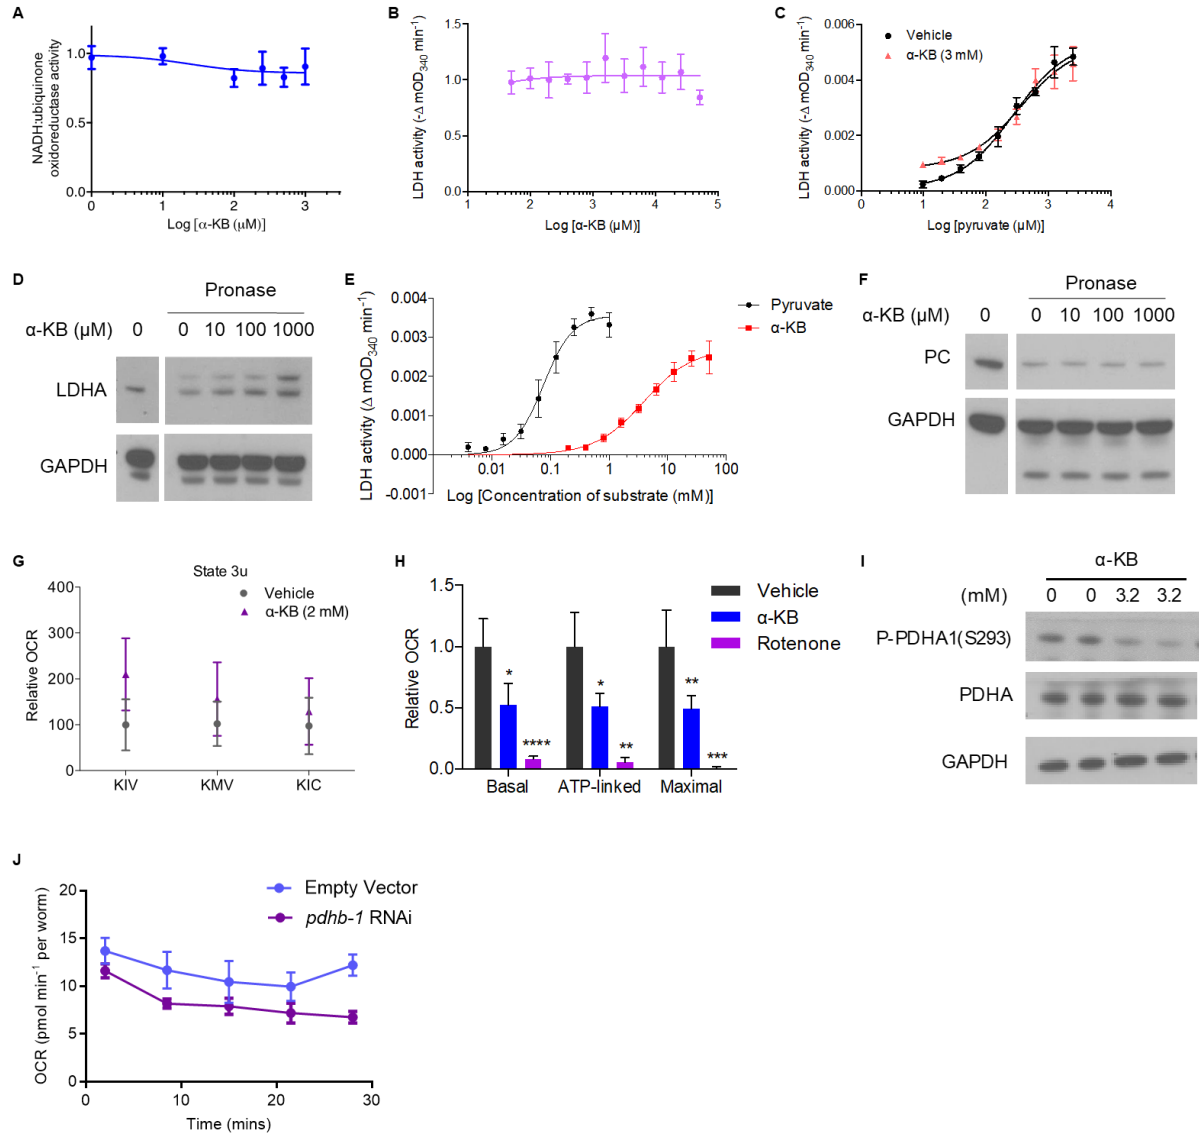 A
NADH:ubiquinone
oxidoreductase activity
1.0
0.5
0.0
0
1
2
3
Log [α-KB (μM)]
B
LDH activity (-Δ mOD340 min-1)
1.5
1.0
0.5
0.0
1
2
3
4
5
Log [α-KB (μM)]
C
LDH activity (-Δ mOD340 min-1)
0.006
0.004
0.002
0.000
0
1
2
3
4
Vehicle
α-KB (3 mM)
Log [pyruvate (μM)]
D
Pronase
α-KB (μM) 0 0 10 100 1000
LDHA
GAPDH
E
LDH activity (Δ mOD340 min-1)
0.004
0.003
0.002
0.001
0.000
-0.001
0.01
0.1
1
10
100
Pyruvate
α-KB
Log [Concentration of substrate (mM)]
F
Pronase
α-KB (μM) 0 0 10 100 1000
PC
GAPDH
G
State 3u
Vehicle
α-KB (2 mM)
Relative OCR
400
300
200
100
0
KIV
KMV
KIC
H
Relative OCR
1.5
1.0
0.5
0.0
Vehicle
α-KB
Rotenone
*
****
*
**
**
***
Basal
ATP-linked
Maximal
I
α-KB
(mM) 0 0 3.2 3.2
P-PDHA1(S293)
PDHA
GAPDH
J
OCR (pmol min-1 per worm)
20
15
10
5
0
0
10
20
30
Empty Vector
pdhb-1 RNAi
Time (mins)